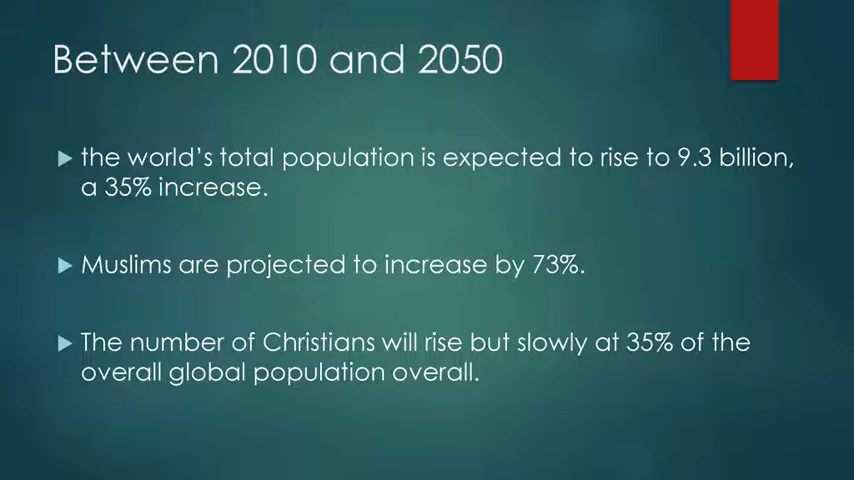 Between 2010 and 2050
the world's total population is expected to rise to 9.3 billion,
a 35% increase.
Muslims are projected to increase by 73%.
The number of Christians will rise but slowly at 35% of the
overall global population overall.